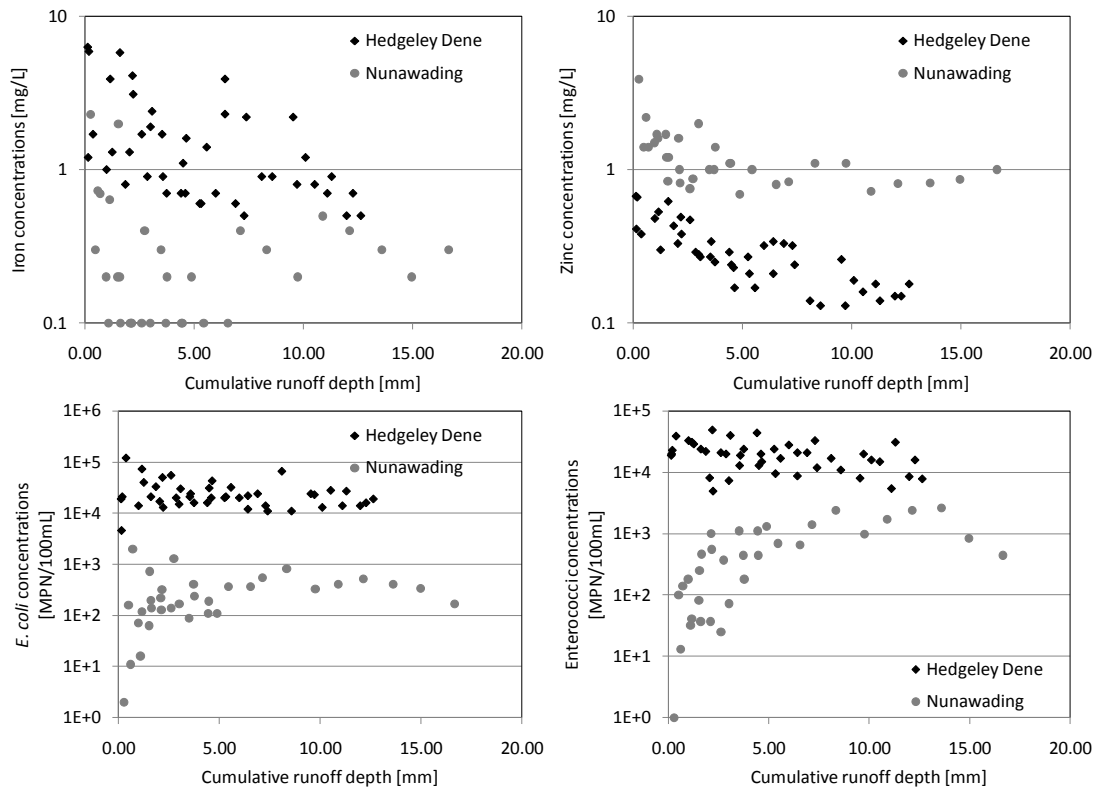 10
1
0.1
Iron concentrations [mg/L]
Hedgeley Dene
Nunawading
0.00 5.00 10.00 15.00 20.00
Cumulative runoff depth [mm]
10
1
0.1
Zinc concentrations [mg/L]
Hedgeley Dene
Nunawading
0.00 5.00 10.00 15.00 20.00
Cumulative runoff depth [mm]
1E+6
1E+5
1E+4
1E+3
1E+2
1E+1
1E+0
E. coli concentrations
[MPN/100mL]
Hedgeley Dene
Nunawading
0.00 5.00 10.00 15.00 20.00
Cumulative runoff depth [mm]
1E+5
1E+4
1E+3
1E+2
1E+1
1E+0
Enterococci concentrations
[MPN/100mL]
Hedgeley Dene
Nunawading
0.00 5.00 10.00 15.00 20.00
Cumulative runoff depth [mm]